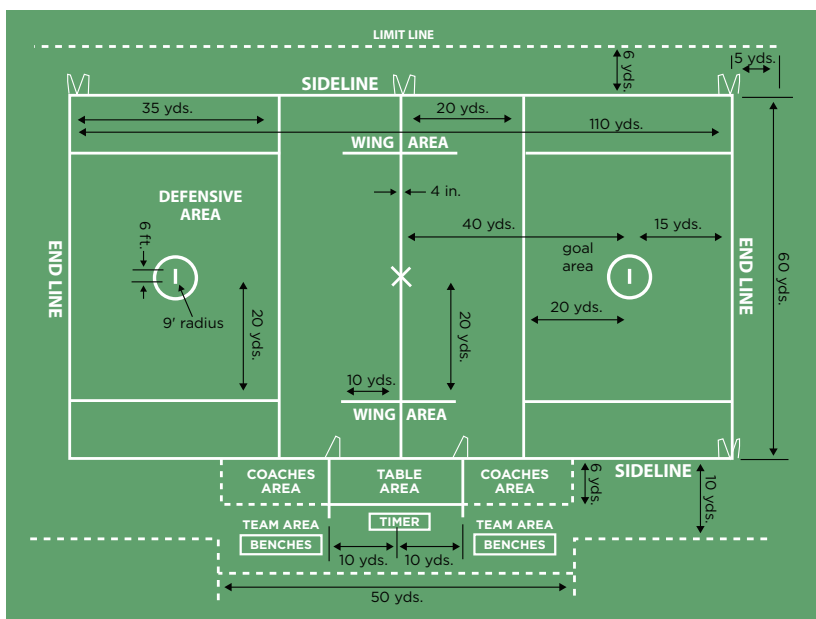 LIMIT LINE
6 yds.
5 yds.
SIDELINE
35 yds.
20 yds.
110 yds.
WING AREA
DEFENSIVE
AREA
4 in.
6 ft.
40 yds.
15 yds.
goal
area
END LINE
END LINE
60 yds.
9' radius
20 yds.
20 yds.
20 yds.
10 yds.
WING AREA
COACHES
AREA
TABLE
AREA
COACHES
AREA
6 yds.
SIDELINE
10 yds.
TEAM AREA
TIMER
TEAM AREA
BENCHES
BENCHES
10 yds.
10 yds.
50 yds.